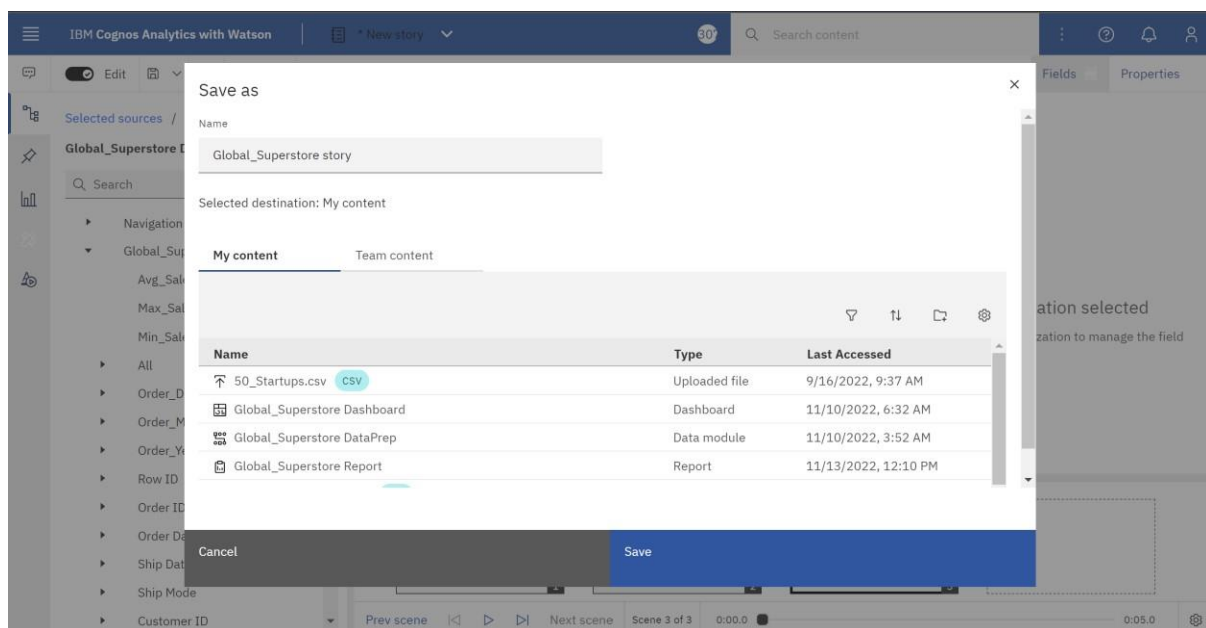 IBM Cognos Analytics with Watson
* New story
30
Search content
Edit
Fields
Properties
Save as
Name
Global_Superstore story
Selected destination: My content
My content
Team content
Name Type Last Accessed
50_Startups.csv CSV Uploaded file 9/16/2022, 9:37 AM
Global_Superstore Dashboard Dashboard 11/10/2022, 6:32 AM
Global_Superstore DataPrep Data module 11/10/2022, 3:52 AM
Global_Superstore Report Report 11/13/2022, 12:10 PM
Cancel
Save
Selected sources /
Global_Superstore D
Search
Navigation
Global_Sup
Avg_Sal
Max_Sal
Min_Sale
All
Order_D
Order_M
Order_Ye
Row ID
Order ID
Order Da
Ship Dat
Ship Mode
Customer ID
ation selected
zation to manage the field
Prev scene Next scene Scene 3 of 3 0:00.0 0:05.0